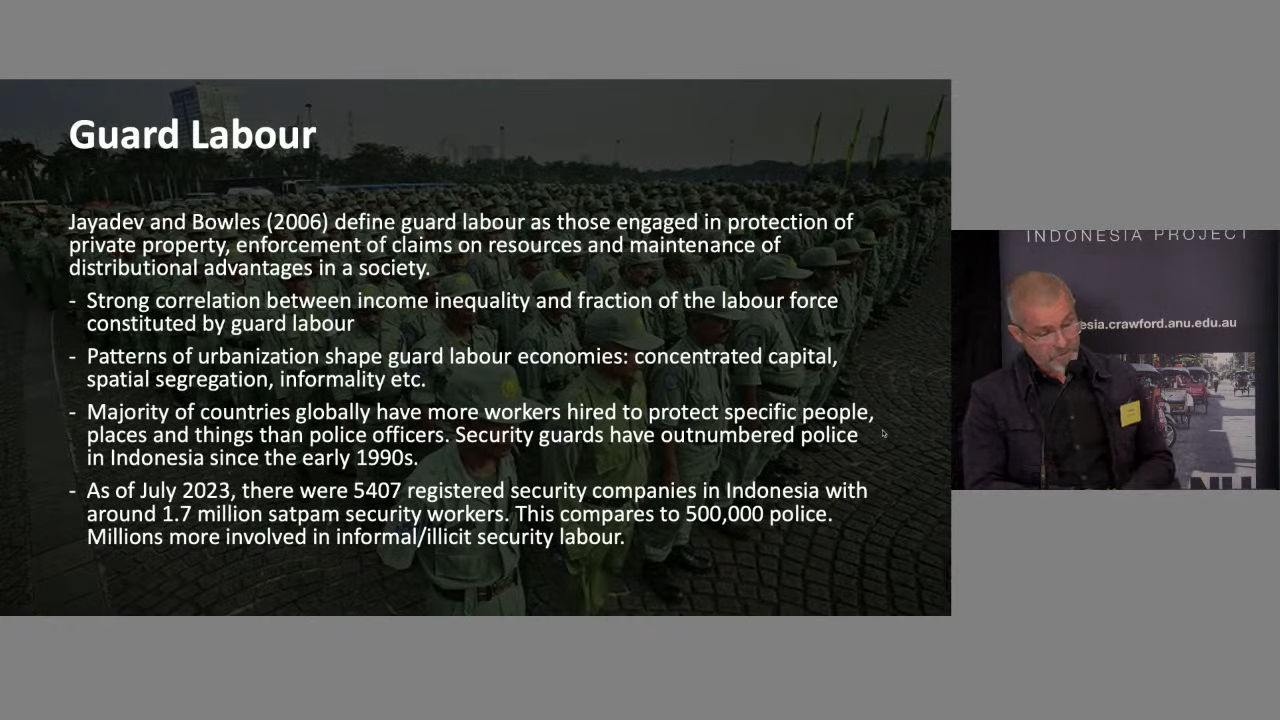 Guard Labour
Jayadev and Bowles (2006) define guard labour as those engaged in protection of
private property, enforcement of claims on resources and maintenance of
distributional advantages in a society.
- Strong correlation between income inequality and fraction of the labour force
constituted by guard labour
- Patterns of urbanization shape guard labour economies: concentrated capital,
spatial segregation, informality etc.
- Majority of countries globally have more workers hired to protect specific people,
places and things than police officers. Security guards have outnumbered police
in Indonesia since the early 1990s.
- As of July 2023, there were 5407 registered security companies in Indonesia with
around 1.7 million satpam security workers. This compares to 500,000 police.
Millions more involved in informal/illicit security labour.
INDONESIA PROJECT
esia.crawford.anu.edu.au